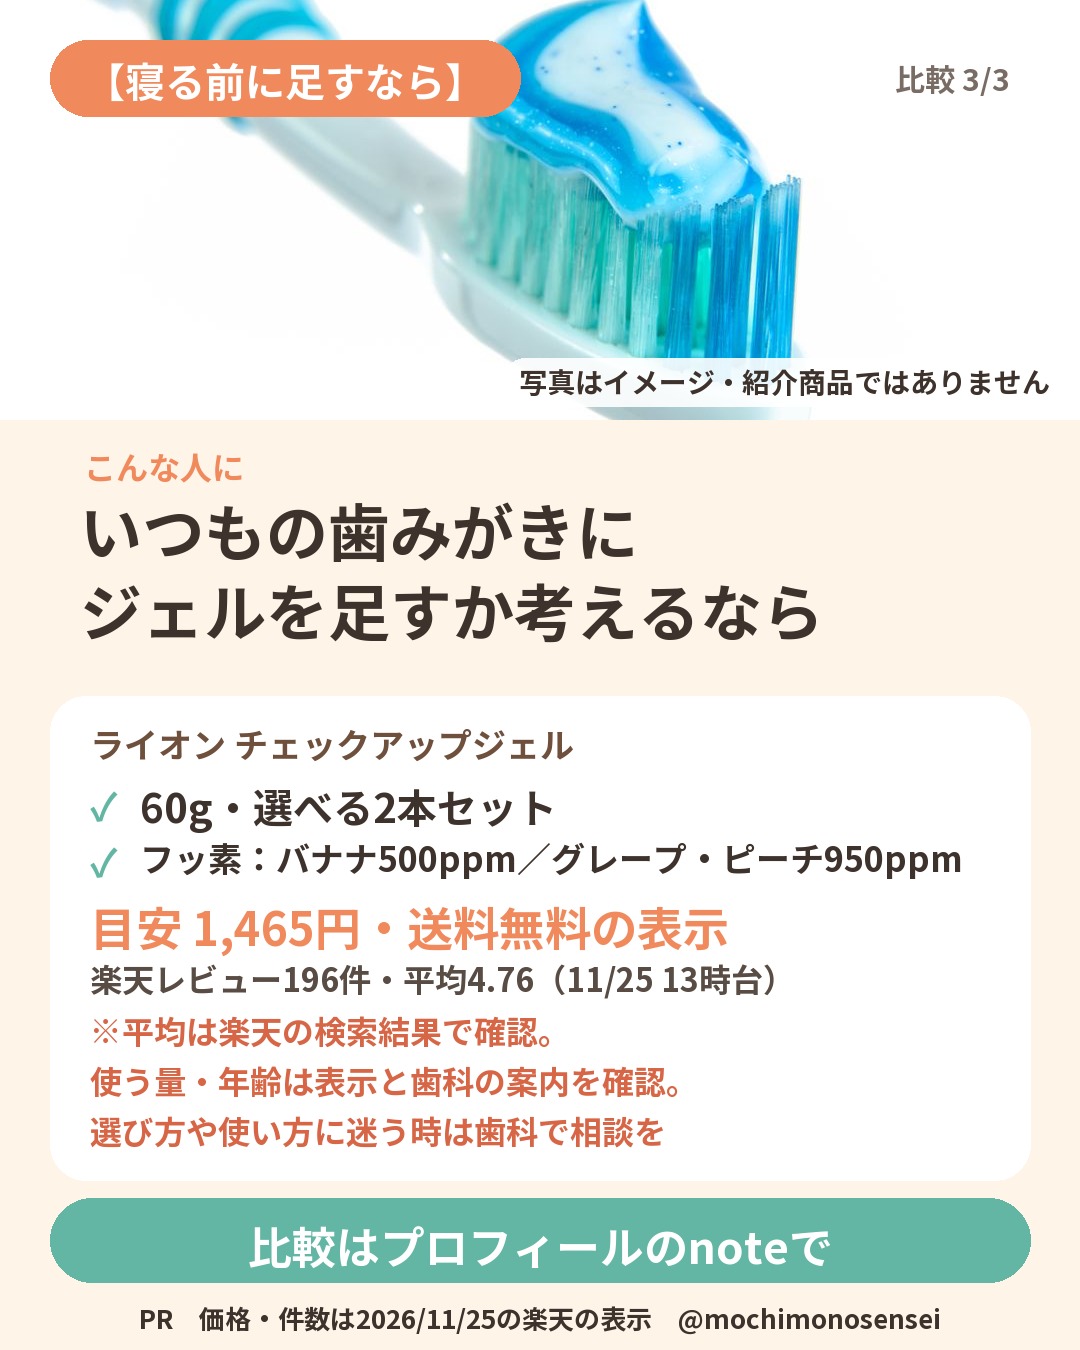 【寝る前に足すなら】
比較 3/3
写真はイメージ・紹介商品ではありません
こんな人に
いつもの歯みがきに
ジェルを足すか考えるなら
ライオン チェックアップジェル
✓ 60g・選べる2本セット
✓ フッ素：バナナ500ppm／グレープ・ピーチ950ppm
目安 1,465円・送料無料の表示
楽天レビュー196件・平均4.76（11/25 13時台）
※平均は楽天の検索結果で確認。
使う量・年齢は表示と歯科の案内を確認。
選び方や使い方に迷う時は歯科で相談を
比較はプロフィールのnoteで
PR　価格・件数は2026/11/25の楽天の表示　@mochimonosensei